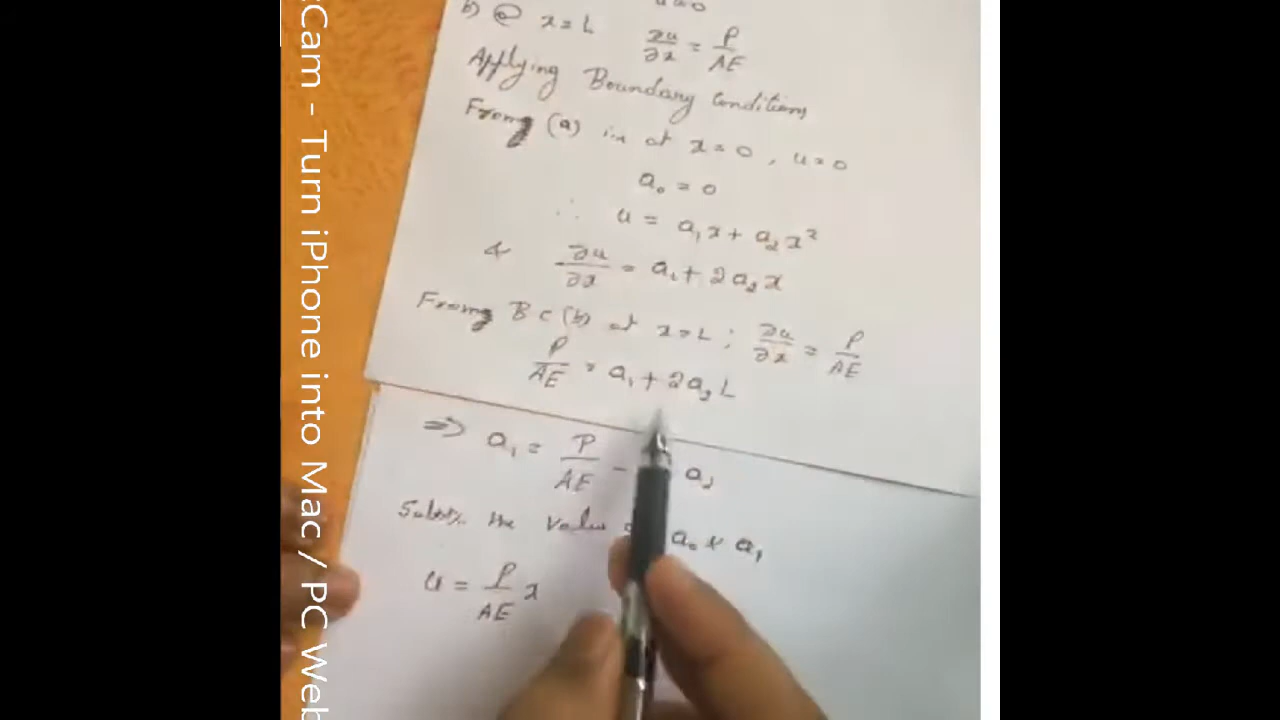 u=0
b) @ x=L ∂u/∂x = P/AE
Applying Boundary Conditions
From (a) i.e at x=0, u=0
a₀ = 0
∴ u = a₁x + a₂x²
& ∂u/∂x = a₁ + 2a₂x
From BC (b) at x=L; ∂u/∂x = P/AE
P/AE = a₁ + 2a₂L
⇒ a₁ = P/AE - a₂
the value a₀ & a₁
u = P/AE x
Cam - Turn iPhone into Mac / PC Web